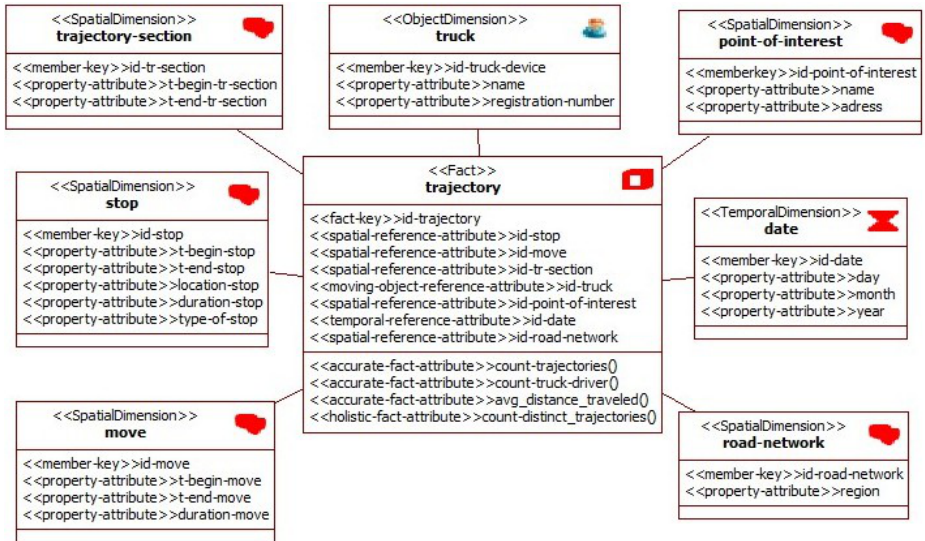 <<SpatialDimension>>
trajectory-section
<<member-key>>id-tr-section
<<property-attribute>>t-begin-tr-section
<<property-attribute>>t-end-tr-section
<<ObjectDimension>>
truck
<<member-key>>id-truck-device
<<property-attribute>>name
<<property-attribute>>registration-number
<<SpatialDimension>>
point-of-interest
<<memberkey>>id-point-of-interest
<<property-attribute>>name
<<property-attribute>>adress
<<SpatialDimension>>
stop
<<member-key>>id-stop
<<property-attribute>>t-begin-stop
<<property-attribute>>t-end-stop
<<property-attribute>>location-stop
<<property-attribute>>duration-stop
<<property-attribute>>type-of-stop
<<Fact>>
trajectory
<<fact-key>>id-trajectory
<<spatial-reference-attribute>>id-stop
<<spatial-reference-attribute>>id-move
<<spatial-reference-attribute>>id-tr-section
<<moving-object-reference-attribute>>id-truck
<<spatial-reference-attribute>>id-point-of-interest
<<temporal-reference-attribute>>id-date
<<spatial-reference-attribute>>id-road-network
<<accurate-fact-attribute>>count-trajectories()
<<accurate-fact-attribute>>count-truck-driver()
<<accurate-fact-attribute>>avg_distance_traveled()
<<holistic-fact-attribute>>count-distinct_trajectories()
<<TemporalDimension>>
date
<<member-key>>id-date
<<property-attribute>>day
<<property-attribute>>month
<<property-attribute>>year
<<SpatialDimension>>
move
<<member-key>>id-move
<<property-attribute>>t-begin-move
<<property-attribute>>t-end-move
<<property-attribute>>duration-move
<<SpatialDimension>>
road-network
<<member-key>>id-road-network
<<property-attribute>>region